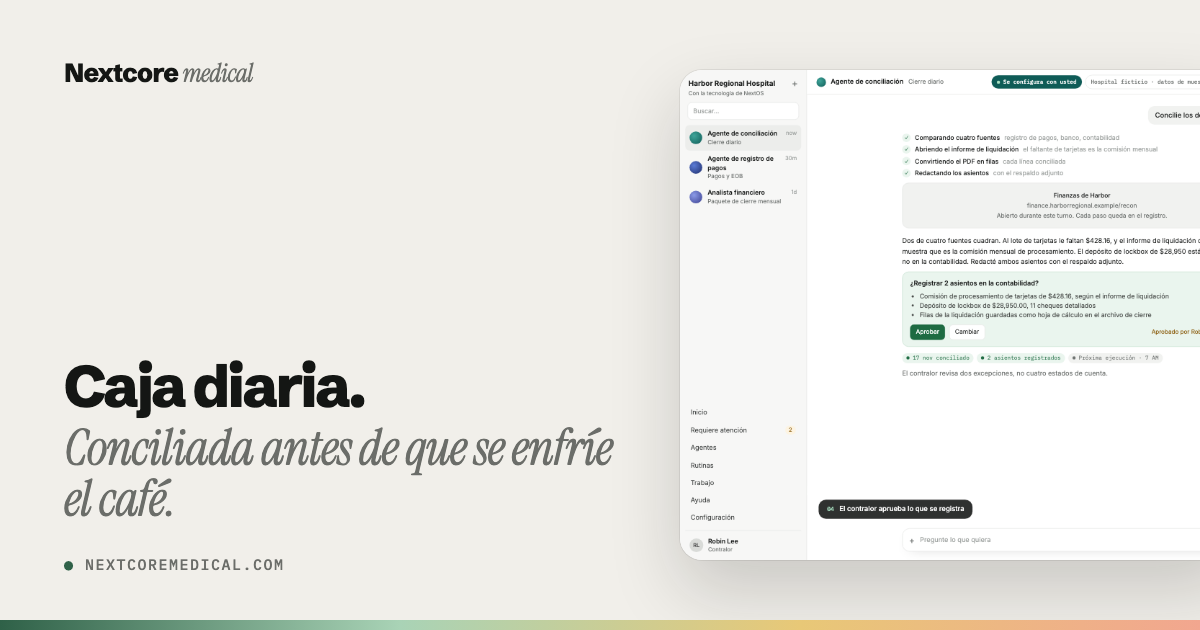 Nextcore medical
Caja diaria.
Conciliada antes de que se enfríe
el café.
NEXTCOREMEDICAL.COM
Harbor Regional Hospital +
Con la tecnología de NextOS
Buscar...
Agente de conciliación now
Cierre diario
Agente de registro de 30m
pagos
Pagos y EOB
Analista financiero 1d
Paquete de cierre mensual
Inicio
Requiere atención 2
Agentes
Rutinas
Trabajo
Ayuda
Configuración
RL Robin Lee
Contralor
Agente de conciliación Cierre diario
Se configura con usted
Hospital ficticio · datos de
Concilie los
Comparando cuatro fuentes registro de pagos, banco, contabilidad
Abriendo el informe de liquidación el faltante de tarjetas es la comisión mensual
Convirtiendo el PDF en filas cada línea conciliada
Redactando los asientos con el respaldo adjunto
Finanzas de Harbor
finance.harborregional.example/recon
Abierto durante este turno. Cada paso queda en el registro.
Dos de cuatro fuentes cuadran. Al lote de tarjetas le faltan $428.16, y el informe de liquidación
muestra que es la comisión mensual de procesamiento. El depósito de lockbox de $28,950
no en la contabilidad. Redacté ambos asientos con el respaldo adjunto.
¿Registrar 2 asientos en la contabilidad?
• Comisión de procesamiento de tarjetas de $428.16, según el informe de liquidación
• Depósito de lockbox de $28,950.00, 11 cheques detallados
• Filas de la liquidación guardadas como hoja de cálculo en el archivo de cierre
Aprobar Cambiar Aprobado por
17 nov conciliado 2 asientos registrados Próxima ejecución · 7 AM
El contralor revisa dos excepciones, no cuatro estados de cuenta.
04 El contralor aprueba lo que se registra
+ Pregunte lo que quiera